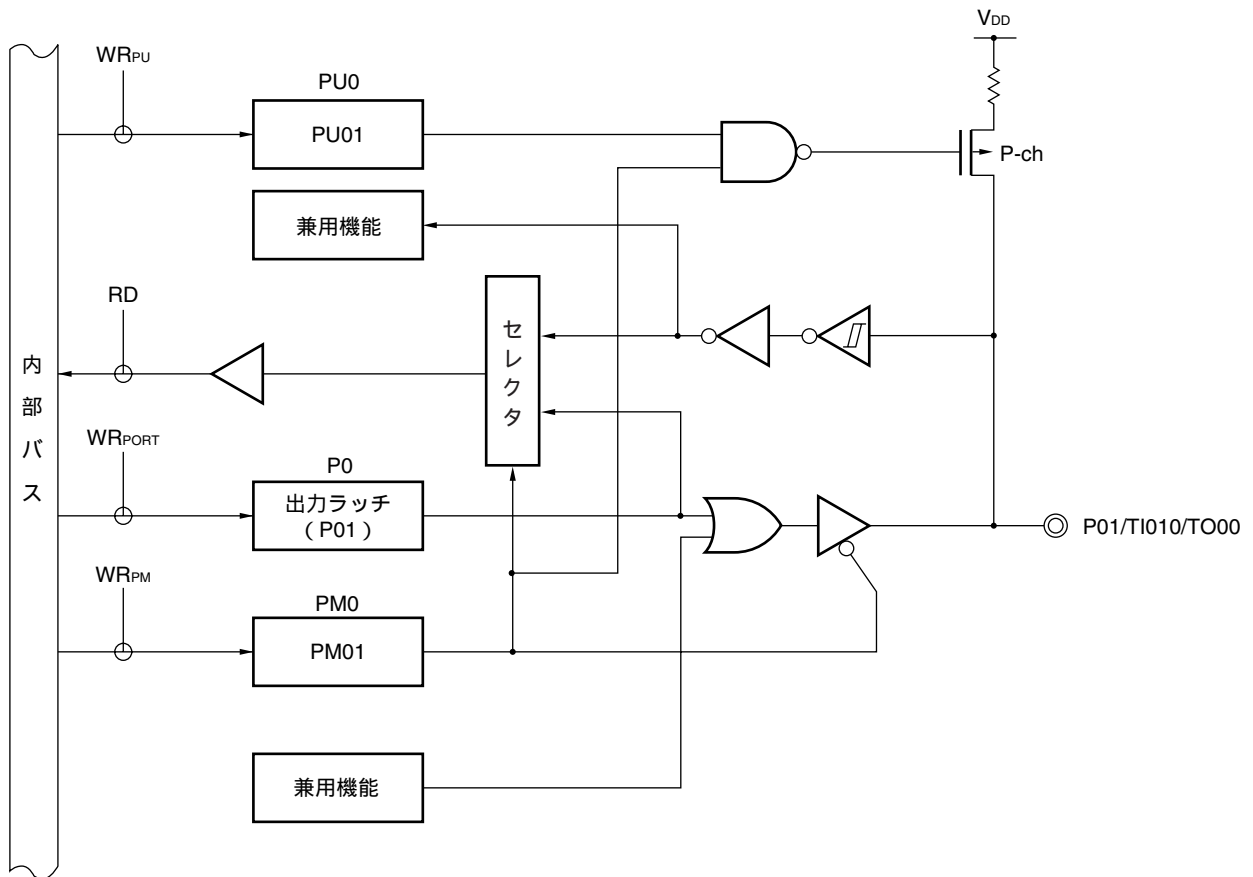 VDD
WRPU
PU0
PU01
P-ch
兼用機能
RD
セレクタ
内部バス
WRPORT
P0
出力ラッチ
(P01)
P01/TI010/TO00
WRPM
PM0
PM01
兼用機能